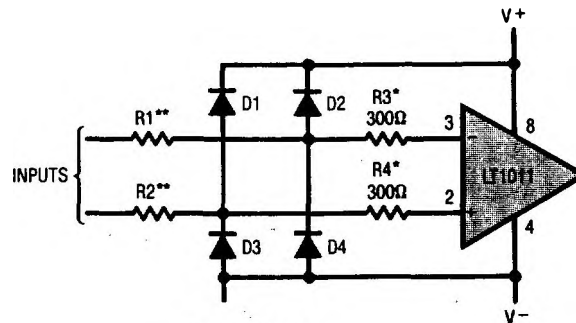 V+
D1
D2
R3*
300Ω
R1**
3
8
-
INPUTS
LT1011
R2**
R4*
300Ω
2
+
4
D3
D4
V-